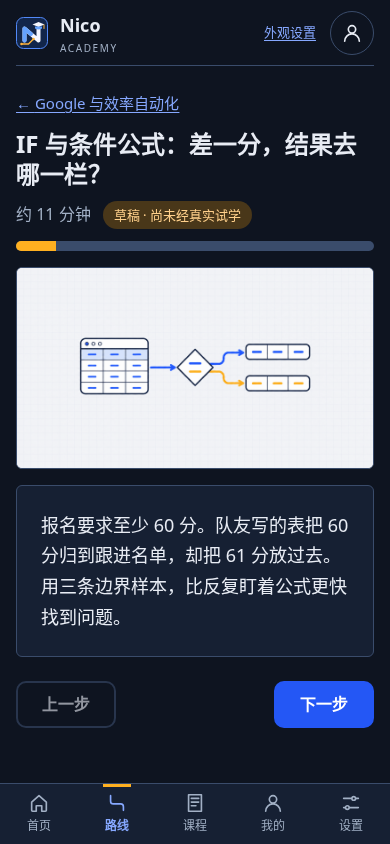 Nico
ACADEMY
外观设置
← Google 与效率自动化
IF 与条件公式：差一分，结果去
哪一栏？
约 11 分钟
草稿 · 尚未经真实试学
报名要求至少 60 分。队友写的表把 60
分归到跟进名单，却把 61 分放过去。
用三条边界样本，比反复盯着公式更快
找到问题。
上一步
下一步
首页
路线
课程
我的
设置